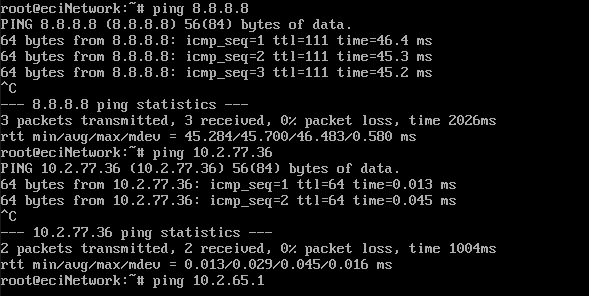 root@eciNetwork:~# ping 8.8.8.8
PING 8.8.8.8 (8.8.8.8) 56(84) bytes of data.
64 bytes from 8.8.8.8: icmp_seq=1 ttl=111 time=46.4 ms
64 bytes from 8.8.8.8: icmp_seq=2 ttl=111 time=45.3 ms
64 bytes from 8.8.8.8: icmp_seq=3 ttl=111 time=45.2 ms
^C
--- 8.8.8.8 ping statistics ---
3 packets transmitted, 3 received, 0% packet loss, time 2026ms
rtt min/avg/max/mdev = 45.284/45.700/46.483/0.580 ms
root@eciNetwork:~# ping 10.2.77.36
PING 10.2.77.36 (10.2.77.36) 56(84) bytes of data.
64 bytes from 10.2.77.36: icmp_seq=1 ttl=64 time=0.013 ms
64 bytes from 10.2.77.36: icmp_seq=2 ttl=64 time=0.045 ms
^C
--- 10.2.77.36 ping statistics ---
2 packets transmitted, 2 received, 0% packet loss, time 1004ms
rtt min/avg/max/mdev = 0.013/0.029/0.045/0.016 ms
root@eciNetwork:~# ping 10.2.65.1